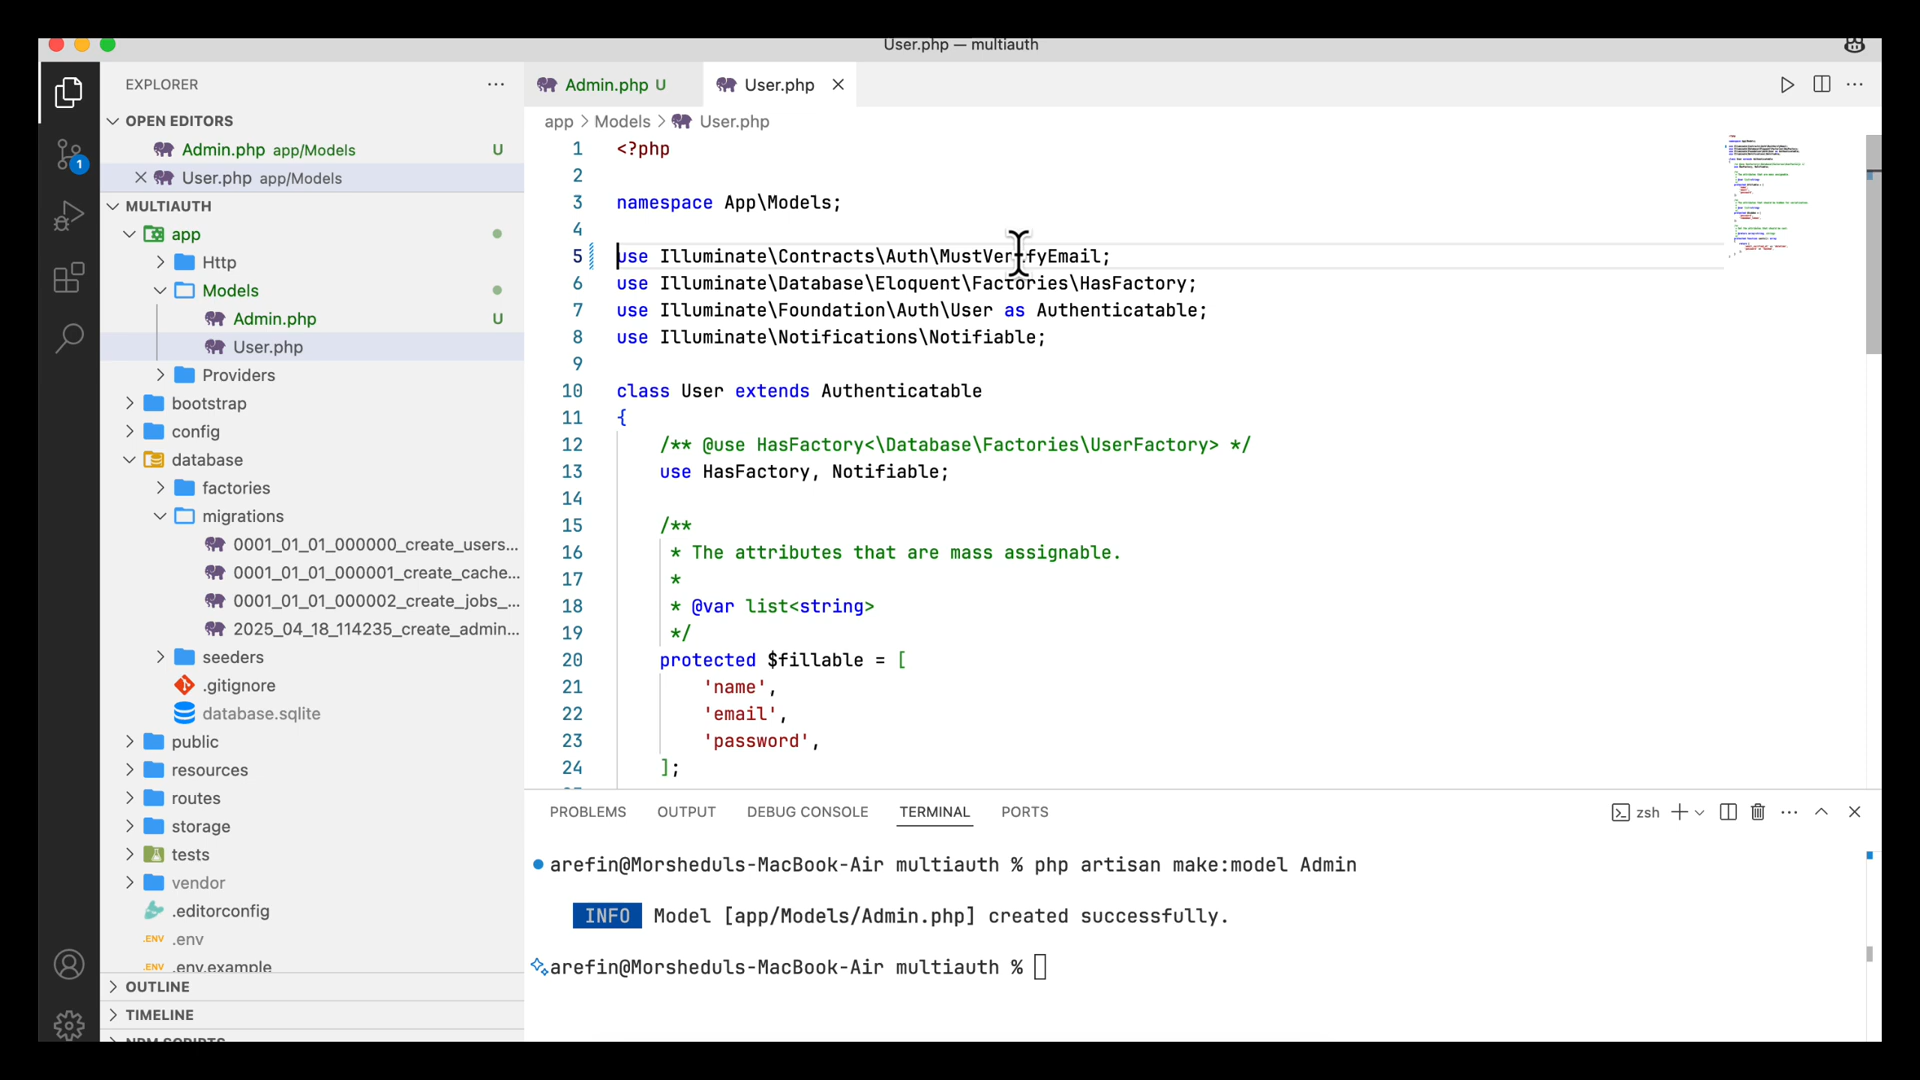 User.php — multiauth
EXPLORER
OPEN EDITORS
Admin.php app/Models U
User.php app/Models
MULTIAUTH
app
Http
Models
Admin.php U
User.php
Providers
bootstrap
config
database
factories
migrations
0001_01_01_000000_create_users...
0001_01_01_000001_create_cache...
0001_01_01_000002_create_jobs_...
2025_04_18_114235_create_admin...
seeders
.gitignore
database.sqlite
public
resources
routes
storage
tests
vendor
.editorconfig
.ENV .env
.ENV .env.example
OUTLINE
TIMELINE
NPM SCRIPTS
1
Admin.php U
User.php
app > Models > User.php
1 <?php
2
3 namespace App\Models;
4
5 use Illuminate\Contracts\Auth\MustVerifyEmail;
6 use Illuminate\Database\Eloquent\Factories\HasFactory;
7 use Illuminate\Foundation\Auth\User as Authenticatable;
8 use Illuminate\Notifications\Notifiable;
9
10 class User extends Authenticatable
11 {
12 /** @use HasFactory<\Database\Factories\UserFactory> */
13 use HasFactory, Notifiable;
14
15 /**
16 * The attributes that are mass assignable.
17 *
18 * @var list<string>
19 */
20 protected $fillable = [
21 'name',
22 'email',
23 'password',
24 ];
PROBLEMS OUTPUT DEBUG CONSOLE TERMINAL PORTS
zsh
arefin@Morsheduls-MacBook-Air multiauth % php artisan make:model Admin
INFO Model [app/Models/Admin.php] created successfully.
arefin@Morsheduls-MacBook-Air multiauth %